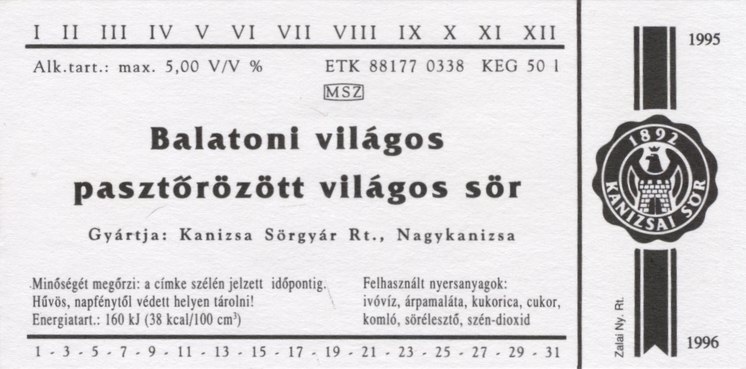 I II III IV V VI VII VIII IX X XI XII
Alk.tart.: max. 5,00 V/V % ETK 88177 0338 KEG 50 l
MSZ
Balatoni világos
pasztőrözött világos sör
Gyártja: Kanizsa Sörgyár Rt., Nagykanizsa
Minőségét megőrzi: a címke szélén jelzett időpontig.
Hűvös, napfénytől védett helyen tárolni!
Energiatart.: 160 kJ (38 kcal/100 cm³)
Felhasznált nyersanyagok:
ivóvíz, árpamaláta, kukorica, cukor,
komló, sörélesztő, szén-dioxid
1 - 3 - 5 - 7 - 9 - 11 - 13 - 15 - 17 - 19 - 21 - 23 - 25 - 27 - 29 - 31
1995
1892
KANIZSAI SÖR
Zalai Ny. Rt.
1996